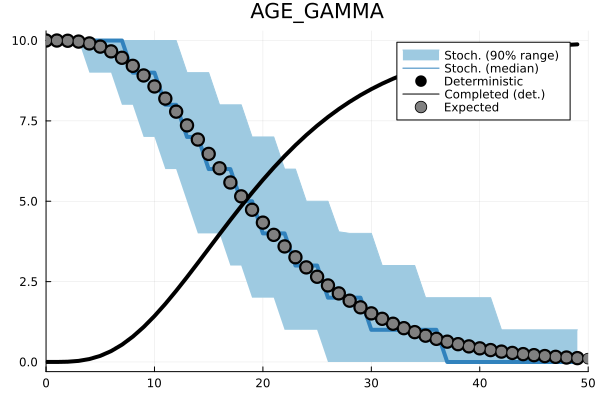 AGE_GAMMA
10.0
7.5
5.0
2.5
0.0
0 10 20 30 40 50
Stoch. (90% range)
Stoch. (median)
Deterministic
Completed (det.)
Expected